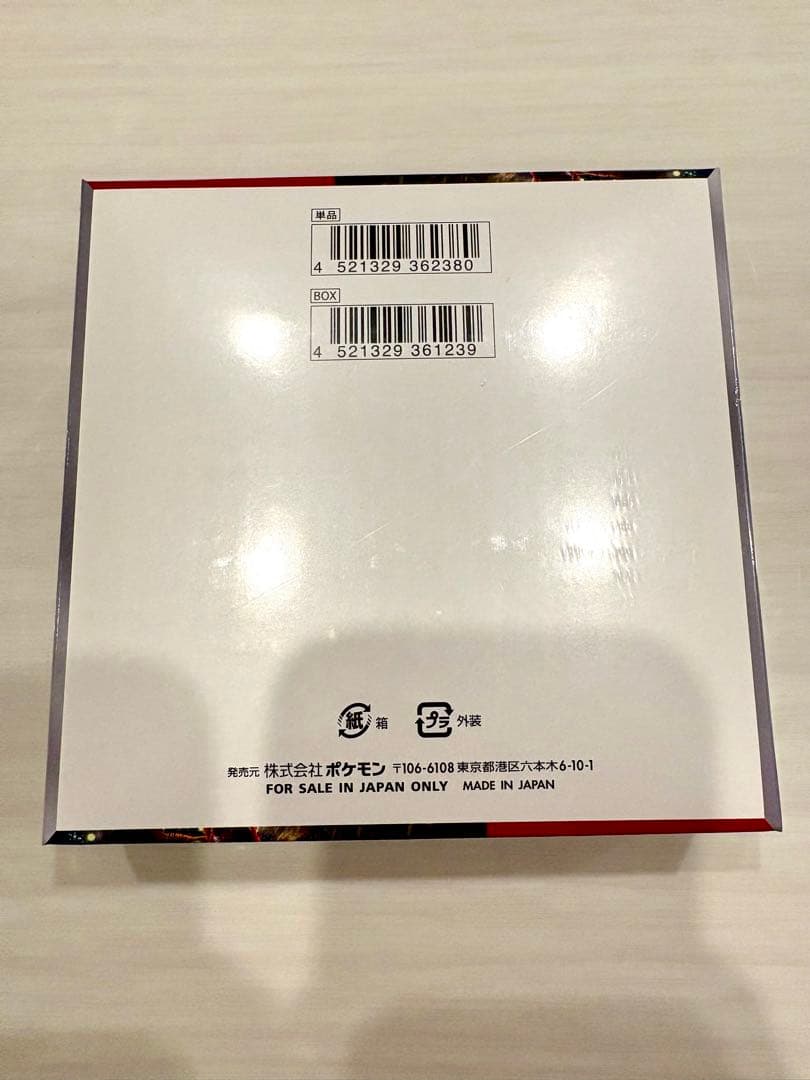 単品
4 521329 362380
BOX
4 521329 361239
紙 箱 プラ 外装
発売元 株式会社ポケモン 〒106-6108 東京都港区六本木6-10-1
FOR SALE IN JAPAN ONLY MADE IN JAPAN